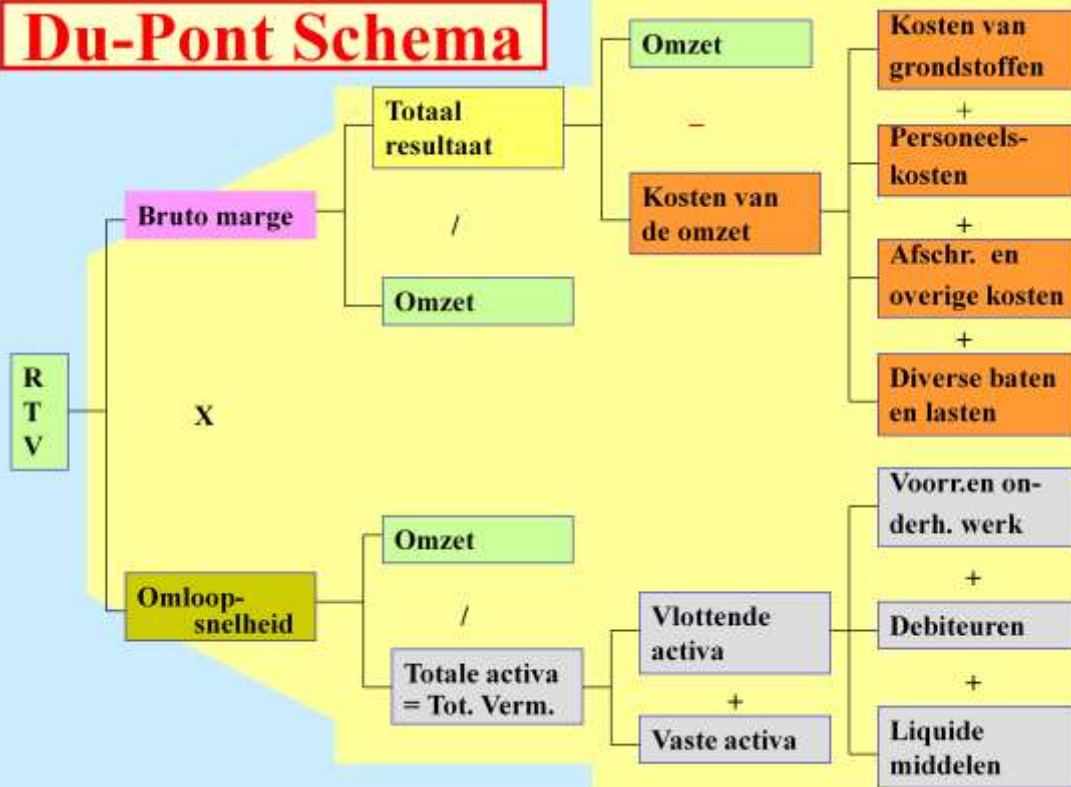 Du-Pont Schema
Omzet
Kosten van
grondstoffen
+
Totaal
resultaat
–
Personeels-
kosten
Bruto marge
/
Kosten van
de omzet
+
Afschr. en
overige kosten
Omzet
+
R
T
V
X
Diverse baten
en lasten
Voorr.en on-
derh. werk
Omzet
+
Omloop-
snelheid
/
Vlottende
activa
Debiteuren
Totale activa
= Tot. Verm.
+
+
Vaste activa
Liquide
middelen